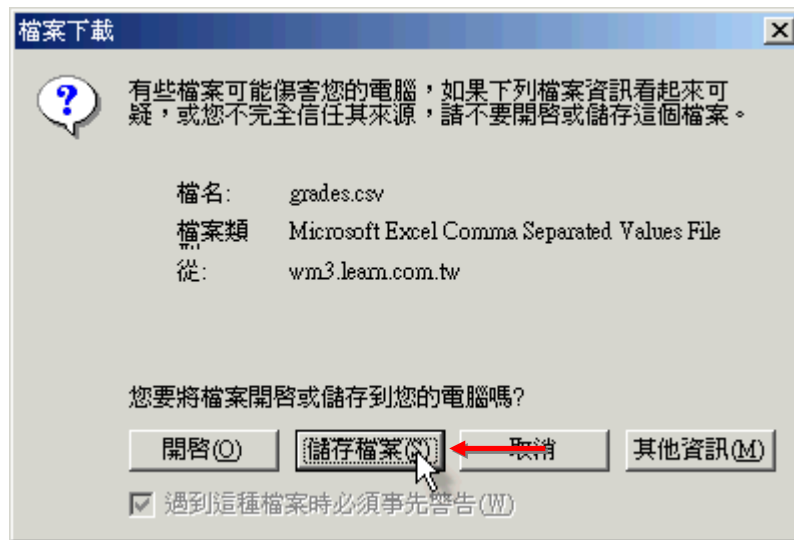 檔案下載
有些檔案可能傷害您的電腦，如果下列檔案資訊看起來可
疑，或您不完全信任其來源，請不要開啓或儲存這個檔案。
檔名: grades.csv
檔案類 Microsoft Excel Comma Separated Values File
從: wm3.learn.com.tw
您要將檔案開啓或儲存到您的電腦嗎?
開啓(O) 儲存檔案(S) 取消 其他資訊(M)
遇到這種檔案時必須事先警告(W)